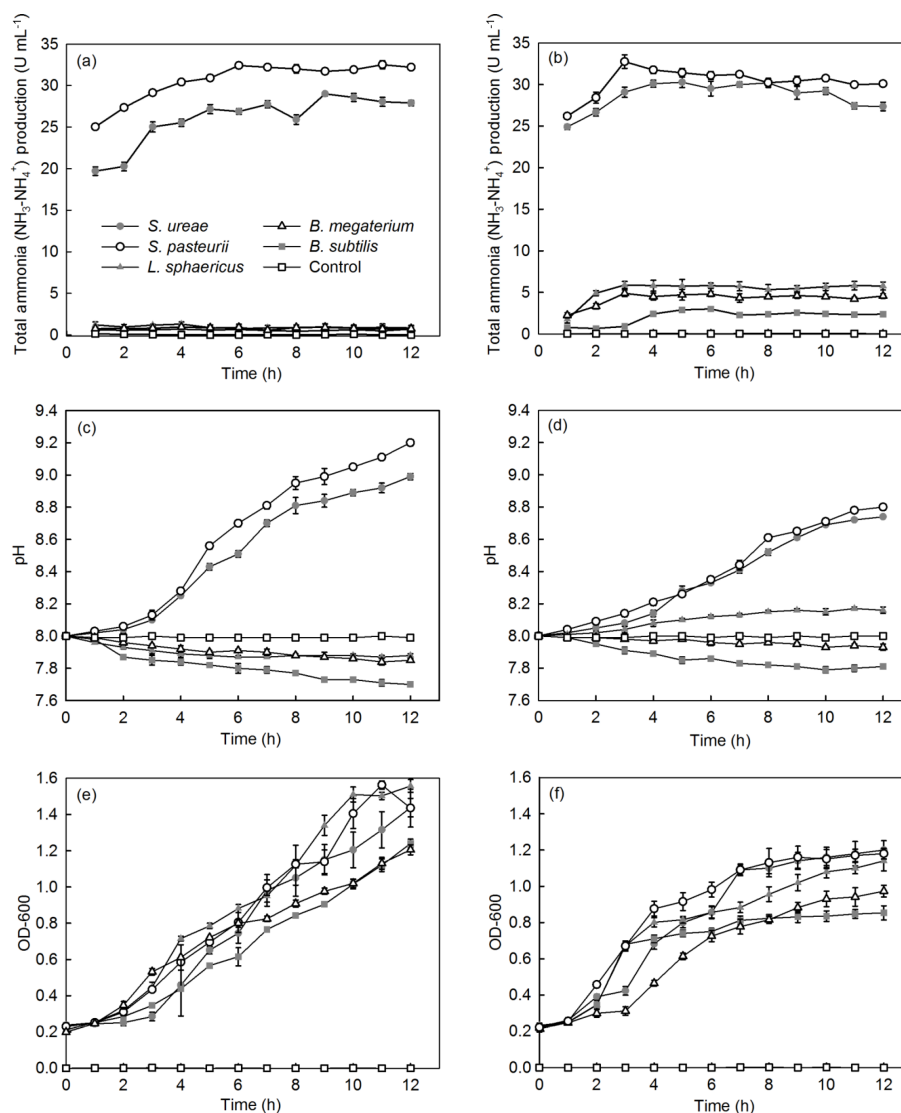 (a)
Total ammonia (NH₃-NH₄⁺) production (U mL⁻¹)
35
30
25
20
15
10
5
0
S. ureae
B. megaterium
S. pasteurii
B. subtilis
L. sphaericus
Control
0 2 4 6 8 10 12
Time (h)
(b)
Total ammonia (NH₃-NH₄⁺) production (U mL⁻¹)
35
30
25
20
15
10
5
0
0 2 4 6 8 10 12
Time (h)
(c)
pH
9.4
9.2
9.0
8.8
8.6
8.4
8.2
8.0
7.8
7.6
0 2 4 6 8 10 12
Time (h)
(d)
pH
9.4
9.2
9.0
8.8
8.6
8.4
8.2
8.0
7.8
7.6
0 2 4 6 8 10 12
Time (h)
(e)
OD-600
1.6
1.4
1.2
1.0
0.8
0.6
0.4
0.2
0.0
0 2 4 6 8 10 12
Time (h)
(f)
OD-600
1.6
1.4
1.2
1.0
0.8
0.6
0.4
0.2
0.0
0 2 4 6 8 10 12
Time (h)